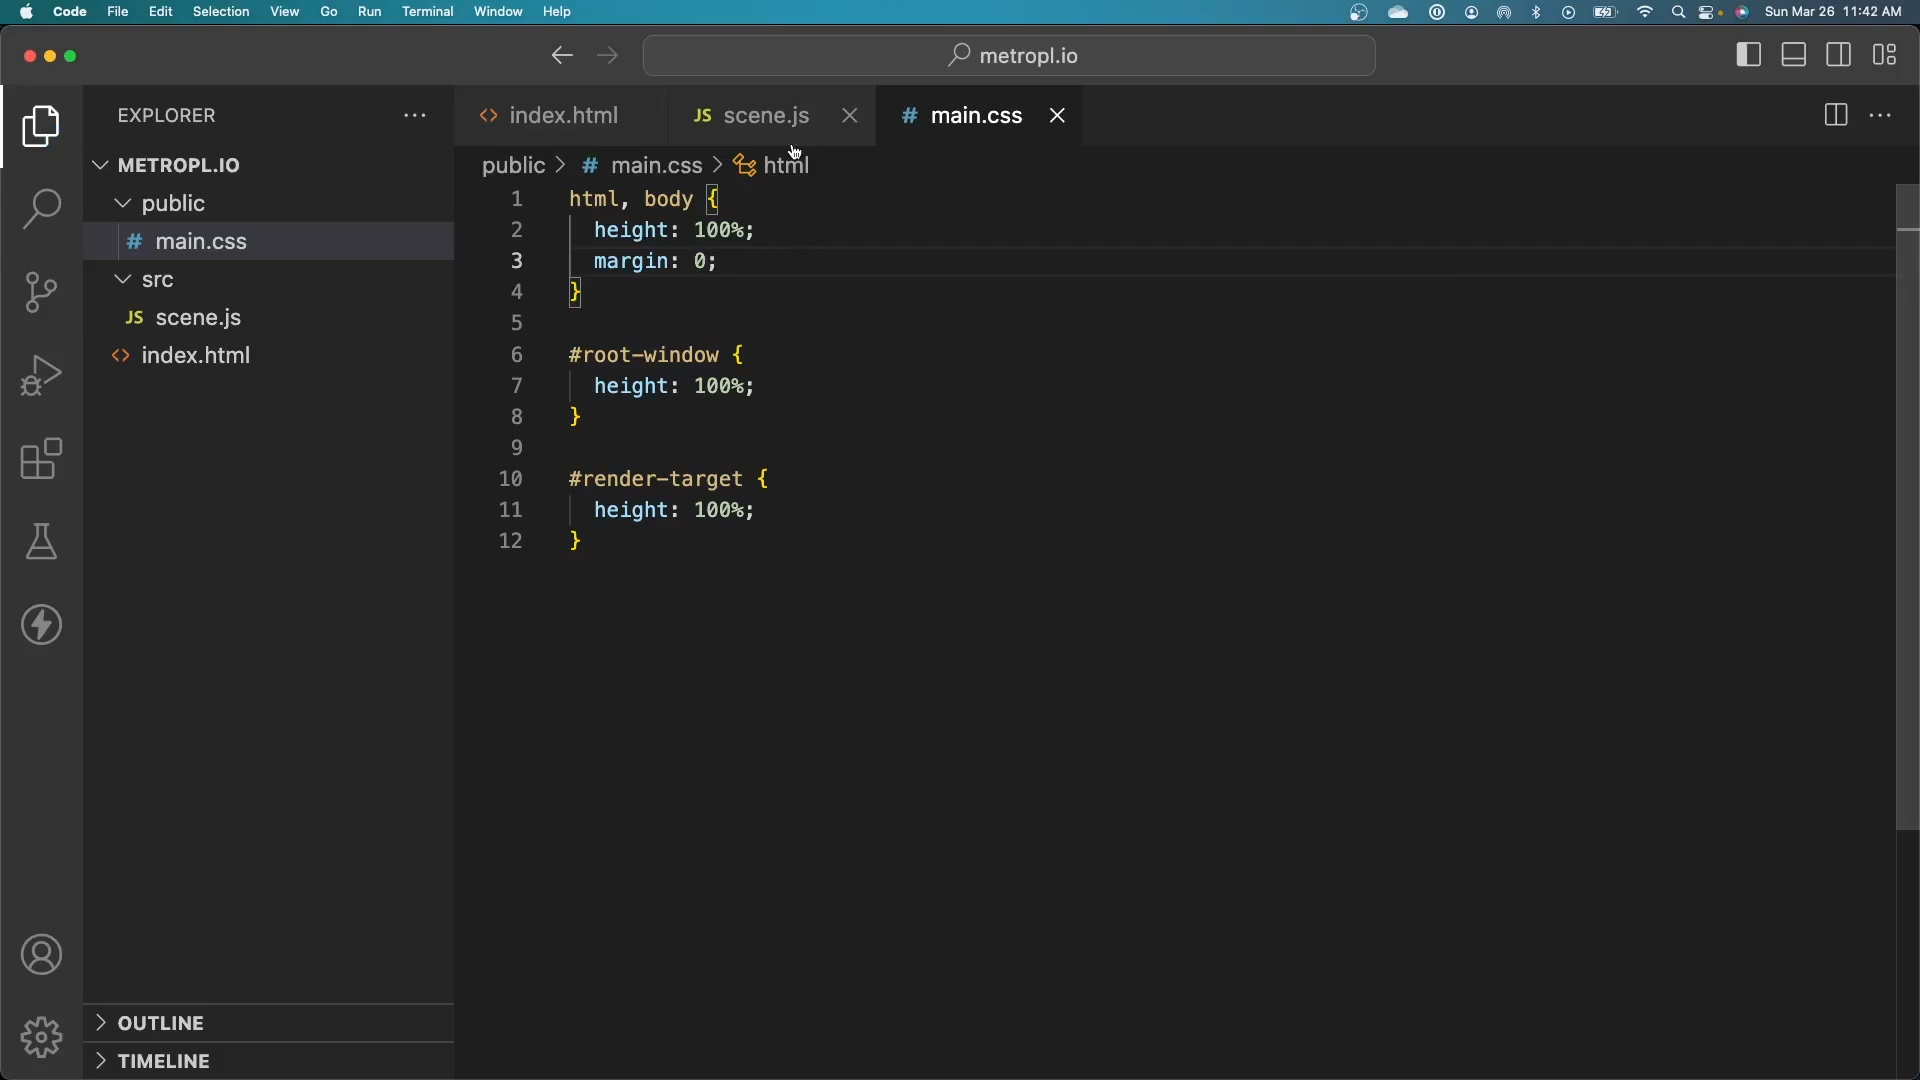 Code File Edit Selection View Go Run Terminal Window Help Sun Mar 26 11:42 AM
metropl.io
EXPLORER
METROPL.IO
public
# main.css
src
JS scene.js
<> index.html
OUTLINE
TIMELINE
<> index.html JS scene.js # main.css
public > # main.css > html
1 html, body {
2 height: 100%;
3 margin: 0;
4 }
5
6 #root-window {
7 height: 100%;
8 }
9
10 #render-target {
11 height: 100%;
12 }